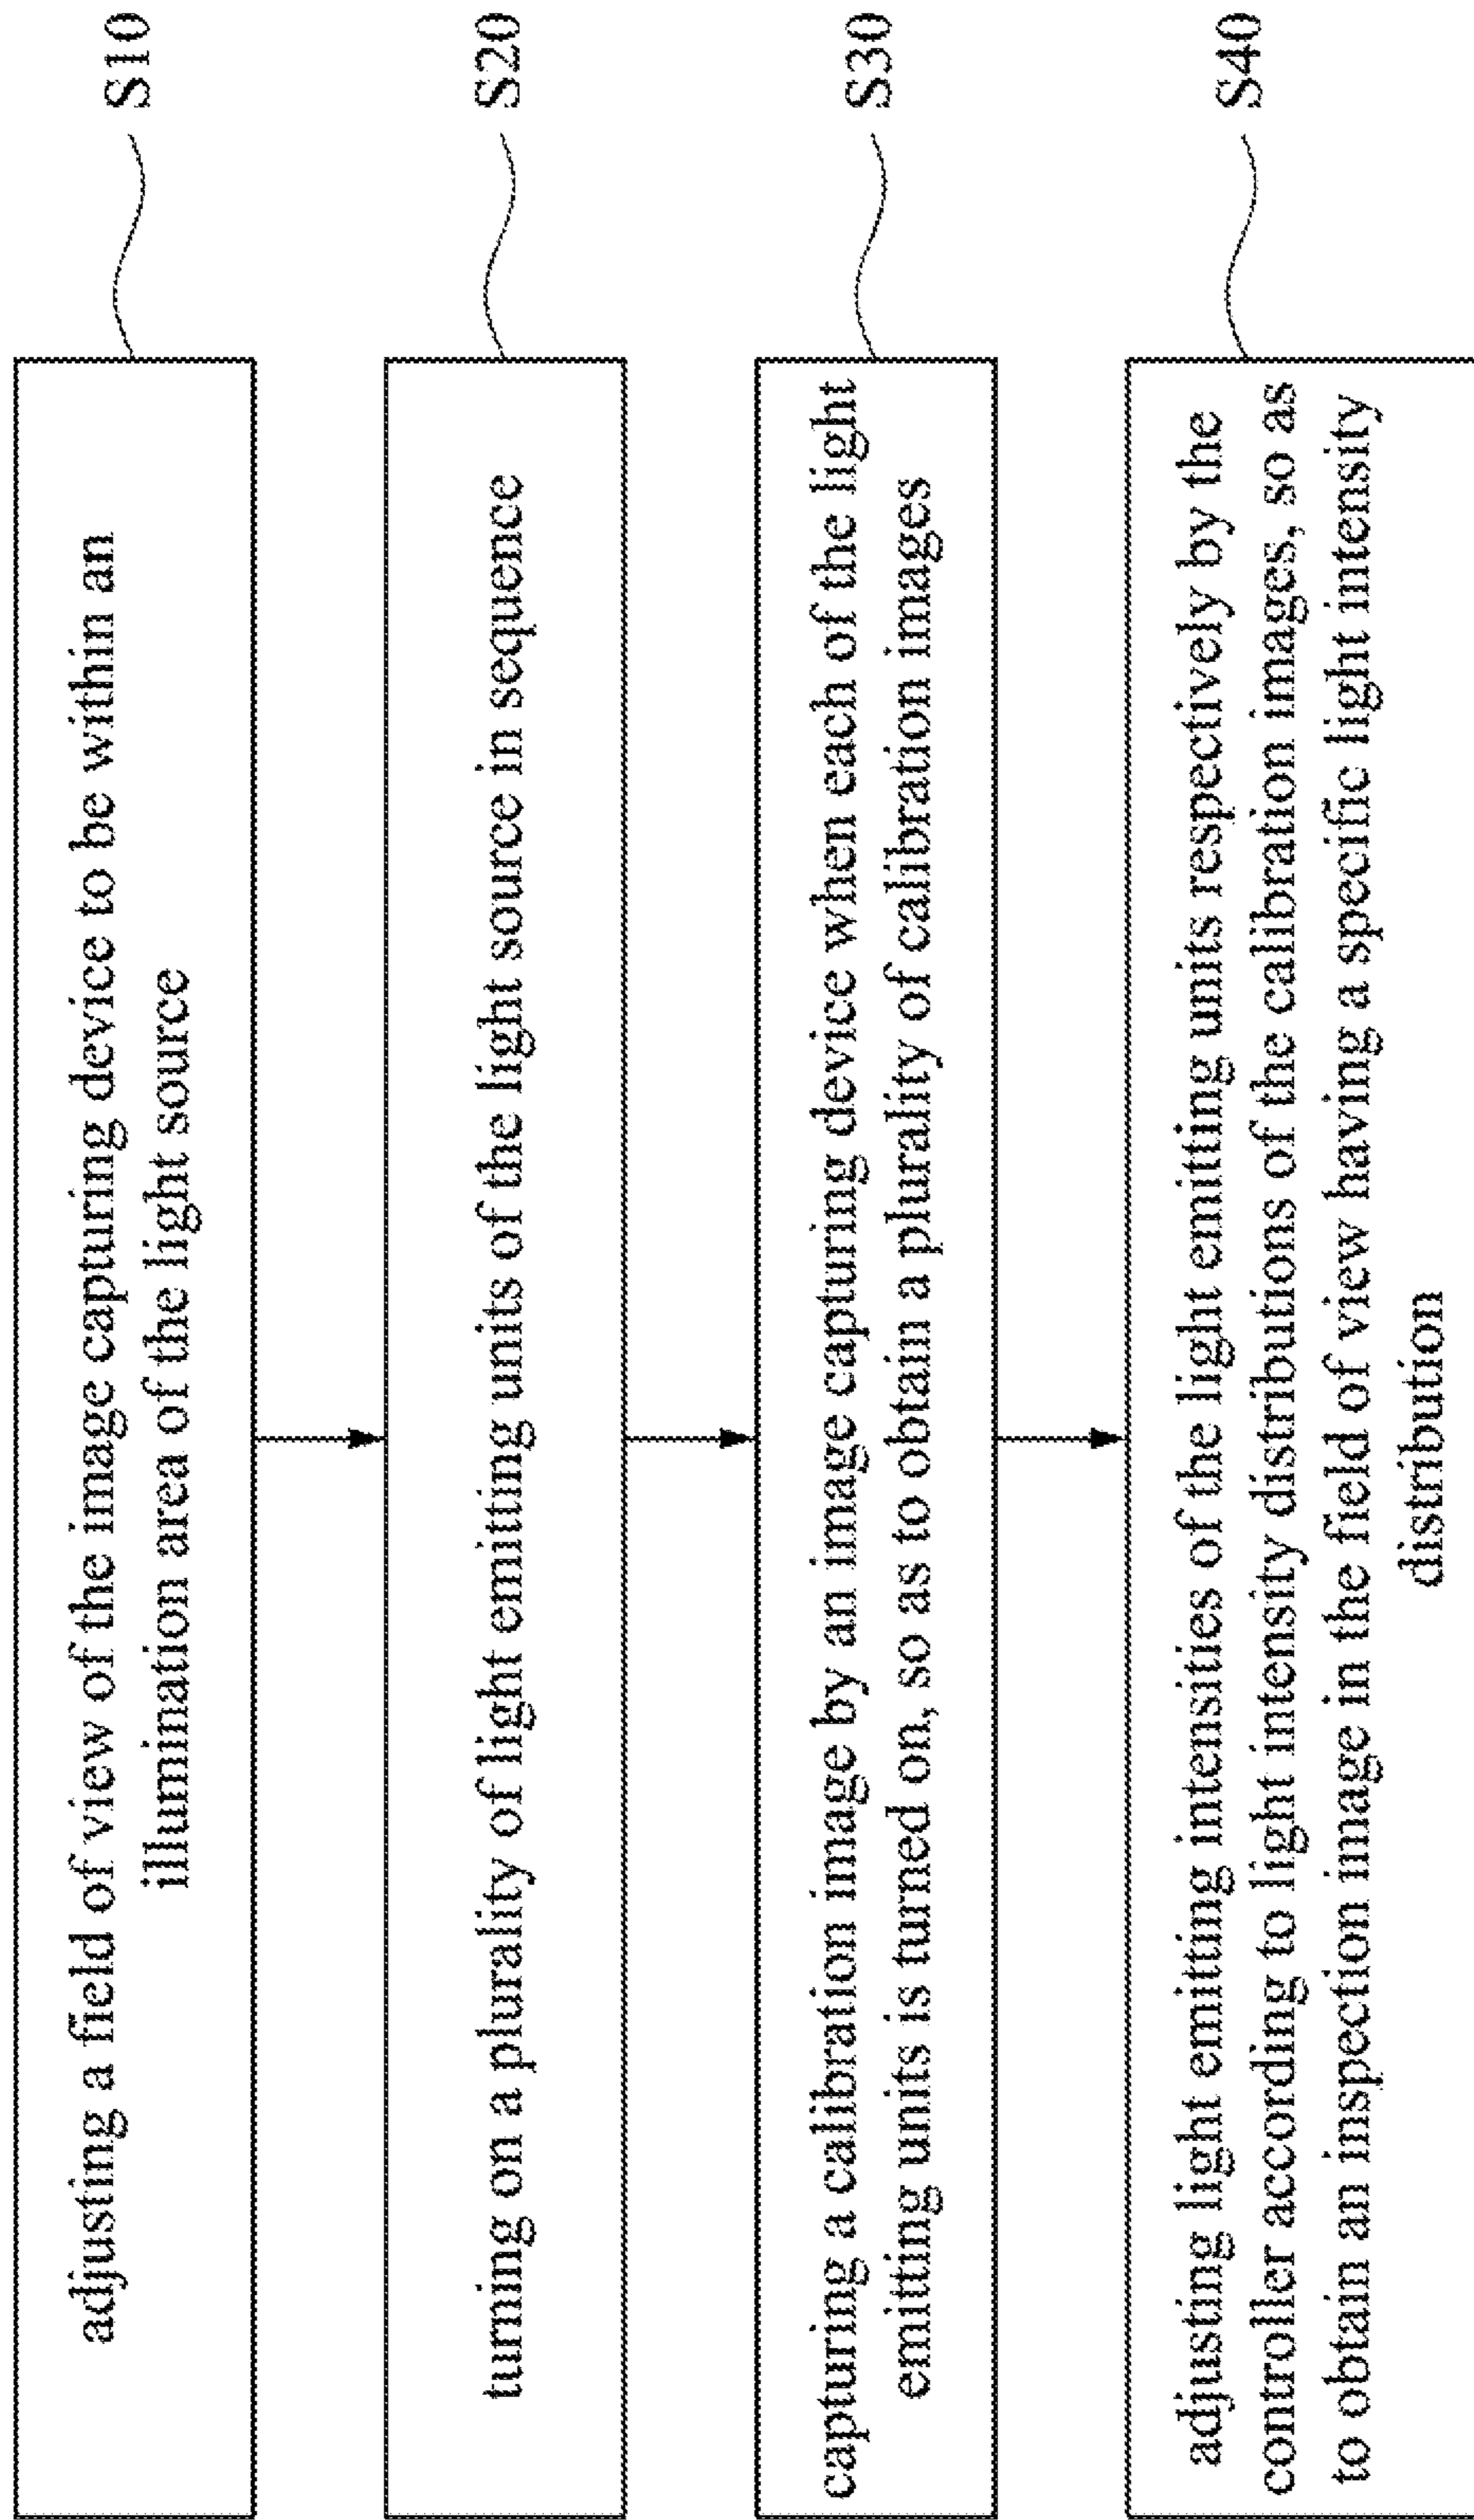 adjusting a field of view of the image capturing device to be within an
illumination area of the light source
S10
turning on a plurality of light emitting units of the light source in sequence
S20
capturing a calibration image by an image capturing device when each of the light
emitting units is turned on, so as to obtain a plurality of calibration images
S30
adjusting light emitting intensities of the light emitting units respectively by the
controller according to light intensity distributions of the calibration images, so as
to obtain an inspection image in the field of view having a specific light intensity
distribution
S40